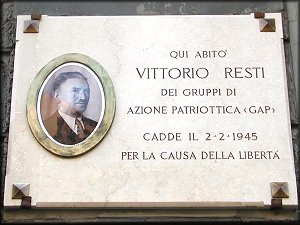 QUI ABITÒ
VITTORIO RESTI
DEI GRUPPI DI
AZIONE PATRIOTTICA ‹GAP›
CADDE IL 2-2-1945
PER LA CAUSA DELLA LIBERTÀ